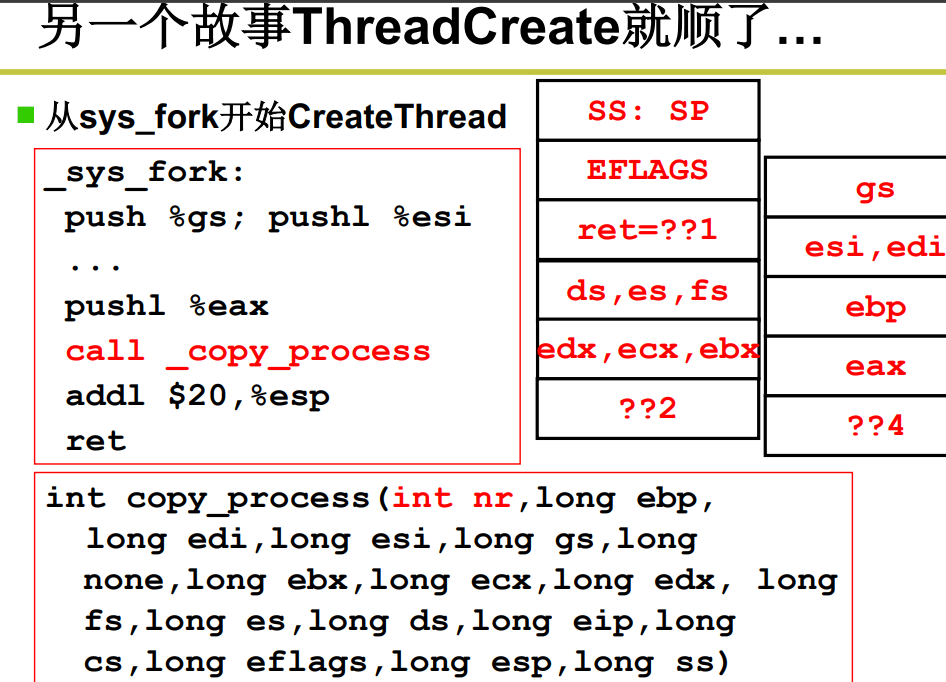 另一个故事ThreadCreate就顺了…
从sys_fork开始CreateThread
_sys_fork:
push %gs; pushl %esi
...
pushl %eax
call _copy_process
addl $20,%esp
ret
SS: SP
EFLAGS
ret=??1
ds,es,fs
edx,ecx,ebx
??2
gs
esi,edi
ebp
eax
??4
int copy_process(int nr,long ebp,
long edi,long esi,long gs,long
none,long ebx,long ecx,long edx, long
fs,long es,long ds,long eip,long
cs,long eflags,long esp,long ss)